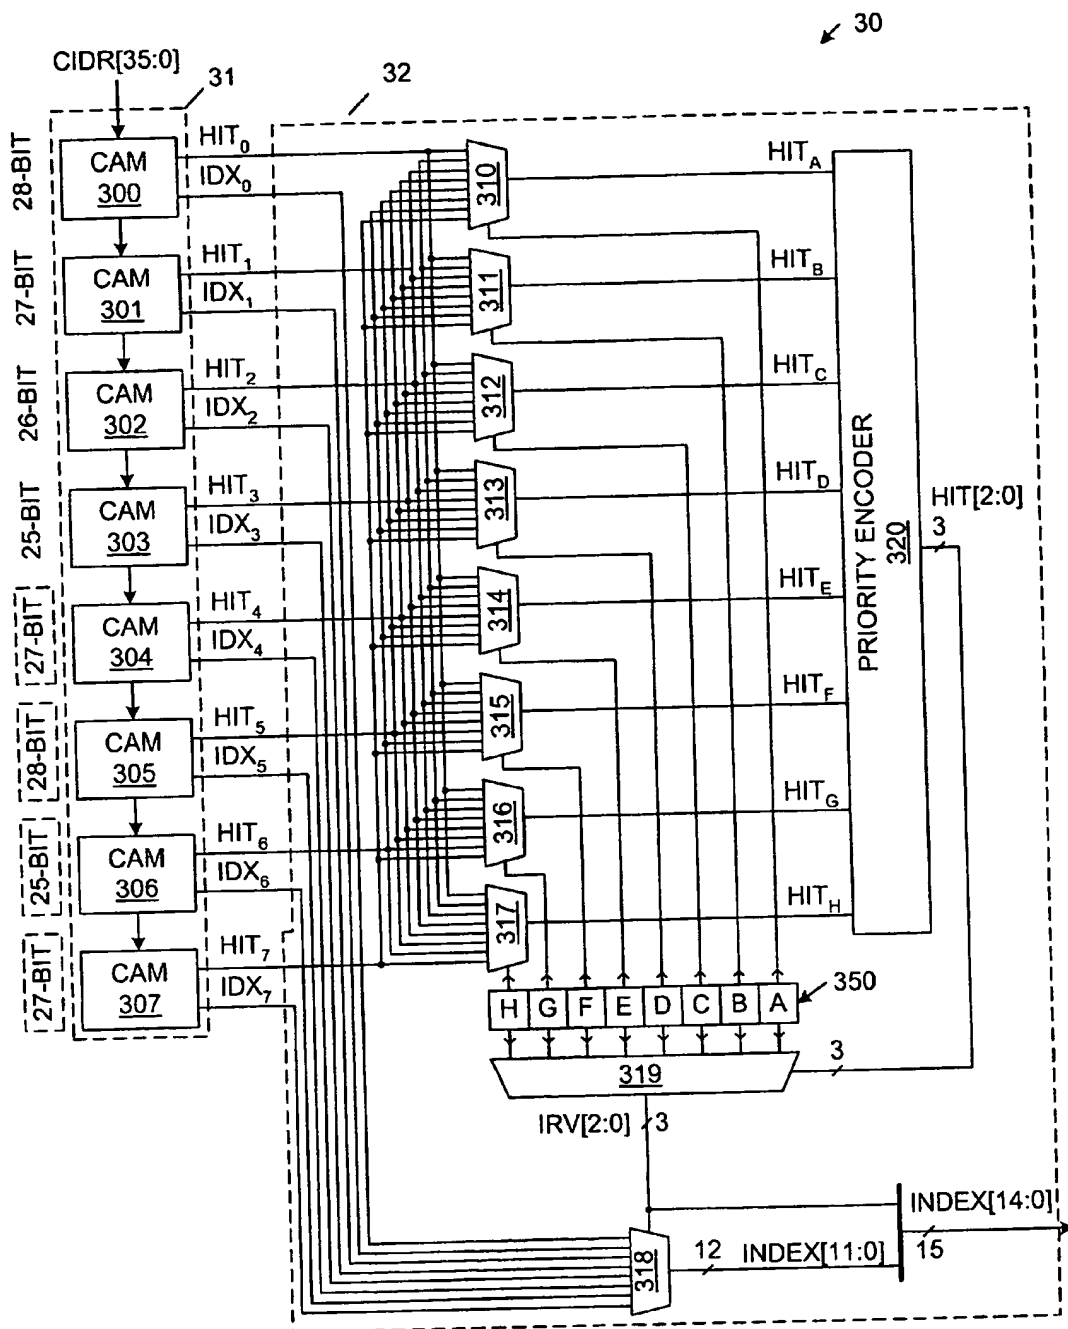 30
CIDR[35:0]
31
32
28-BIT
CAM
300
HIT0
IDX0
310
HITA
27-BIT
CAM
301
HIT1
IDX1
311
HITB
26-BIT
CAM
302
HIT2
IDX2
312
HITC
25-BIT
CAM
303
HIT3
IDX3
313
HITD
PRIORITY ENCODER
320
HIT[2:0]
3
27-BIT
CAM
304
HIT4
IDX4
314
HITE
28-BIT
CAM
305
HIT5
IDX5
315
HITF
25-BIT
CAM
306
HIT6
IDX6
316
HITG
27-BIT
CAM
307
HIT7
IDX7
317
HITH
H G F E D C B A
350
319
3
IRV[2:0]
3
318
12
INDEX[11:0]
INDEX[14:0]
15